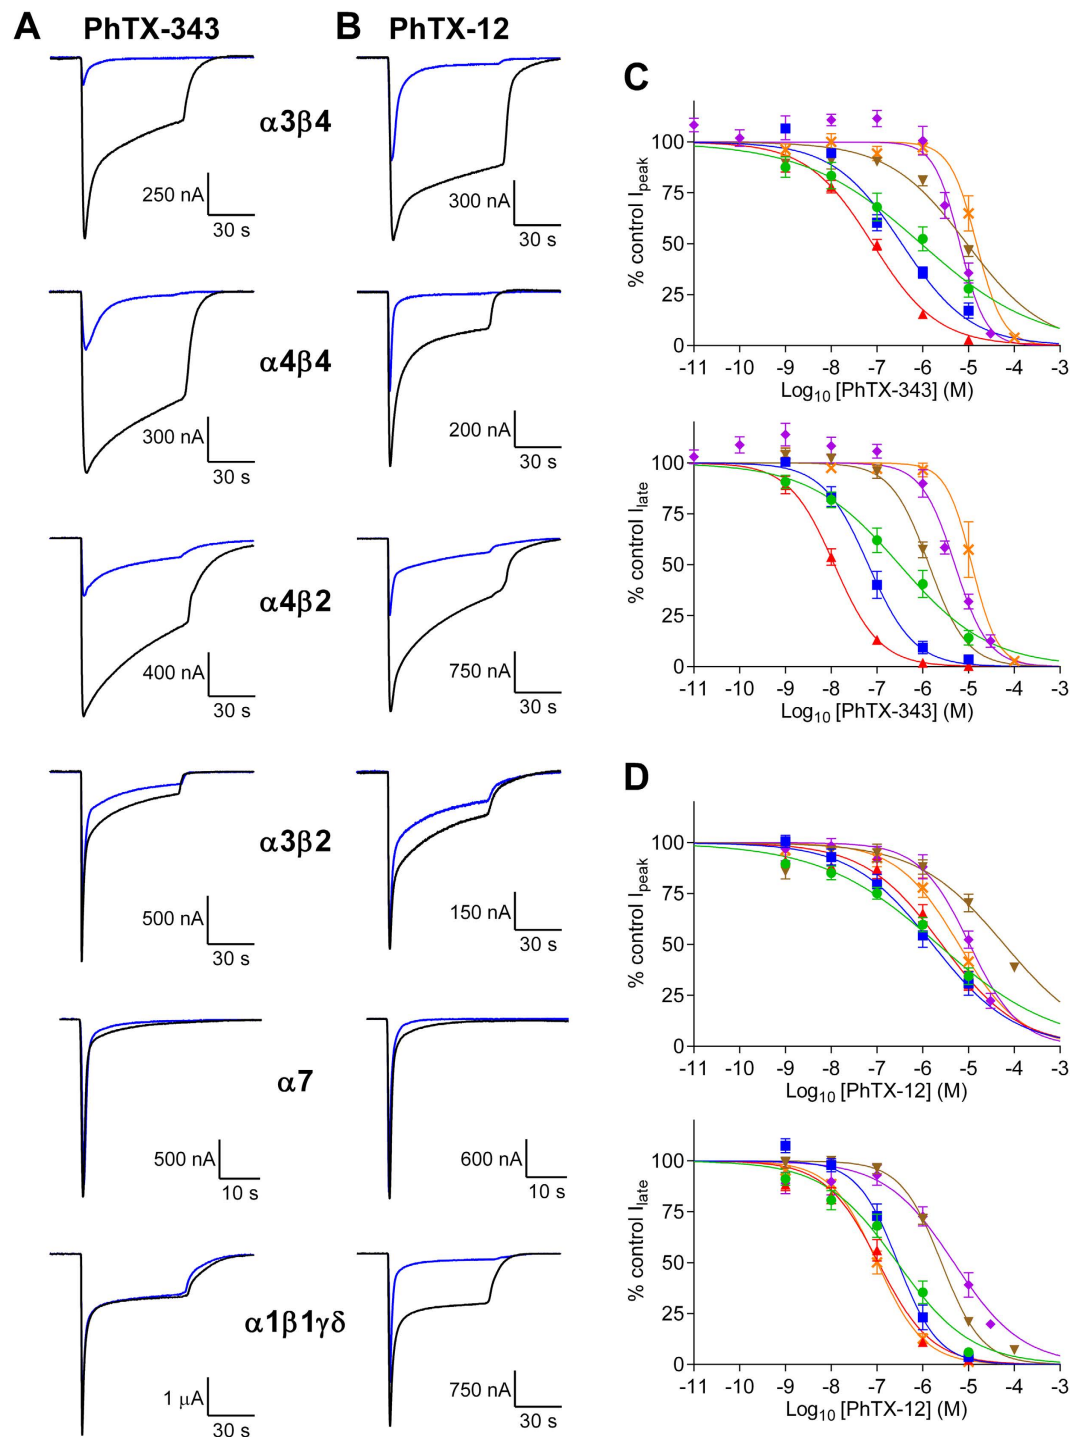 A PhTX-343 B PhTX-12
α3β4
250 nA
30 s
300 nA
30 s
α4β4
300 nA
30 s
200 nA
30 s
α4β2
400 nA
30 s
750 nA
30 s
α3β2
500 nA
30 s
150 nA
30 s
α7
500 nA
10 s
600 nA
10 s
α1β1γδ
1 μA
30 s
750 nA
30 s
C
% control Ipeak
100
75
50
25
0
-11 -10 -9 -8 -7 -6 -5 -4 -3
Log10 [PhTX-343] (M)
% control Ilate
100
75
50
25
0
-11 -10 -9 -8 -7 -6 -5 -4 -3
Log10 [PhTX-343] (M)
D
% control Ipeak
100
75
50
25
0
-11 -10 -9 -8 -7 -6 -5 -4 -3
Log10 [PhTX-12] (M)
% control Ilate
100
75
50
25
0
-11 -10 -9 -8 -7 -6 -5 -4 -3
Log10 [PhTX-12] (M)